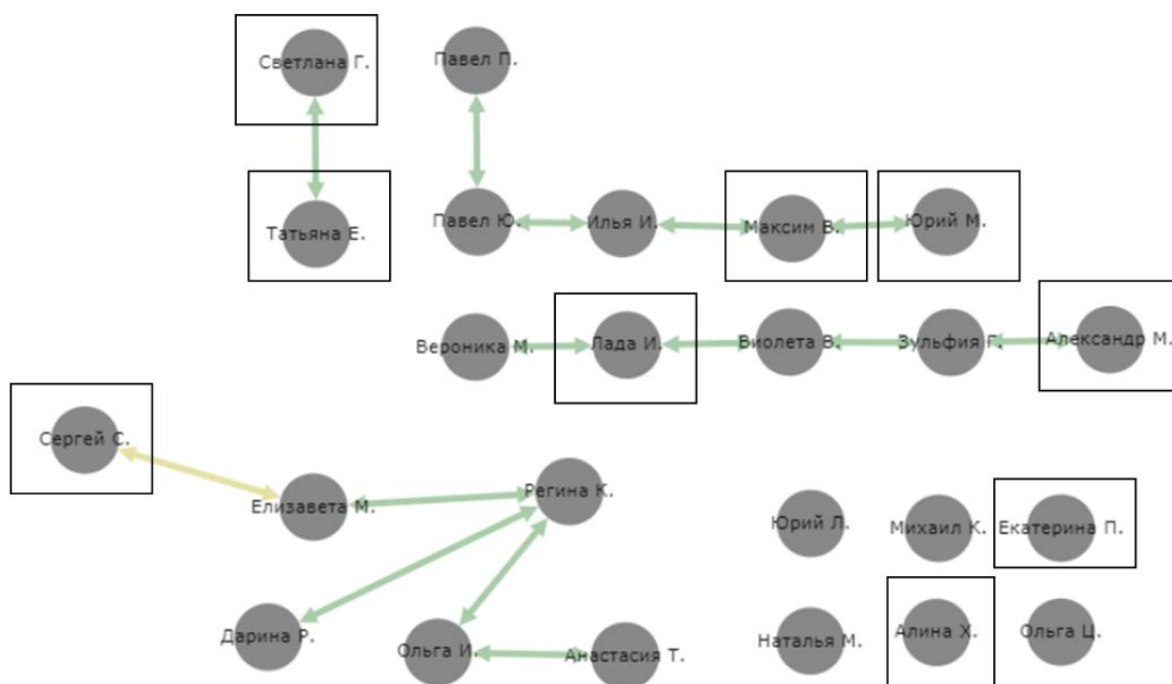 Светлана Г.
Павел П.
Татьяна Е.
Павел Ю.
Илья И.
Максим В.
Юрий М.
Вероника М.
Лада И.
Виолета В.
Зульфия Г.
Александр М.
Сергей С.
Елизавета М.
Регина К.
Юрий Л.
Михаил К.
Екатерина П.
Дарина Р.
Ольга И.
Анастасия Т.
Наталья М.
Алина Х.
Ольга Ц.